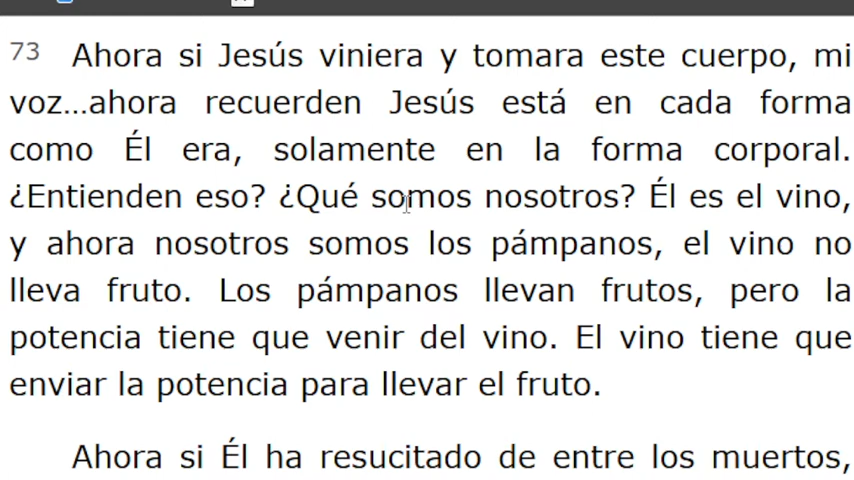 73 Ahora si Jesús viniera y tomara este cuerpo, mi
voz...ahora recuerden Jesús está en cada forma
como Él era, solamente en la forma corporal.
¿Entienden eso? ¿Qué somos nosotros? Él es el vino,
y ahora nosotros somos los pámpanos, el vino no
lleva fruto. Los pámpanos llevan frutos, pero la
potencia tiene que venir del vino. El vino tiene que
enviar la potencia para llevar el fruto.
Ahora si Él ha resucitado de entre los muertos,